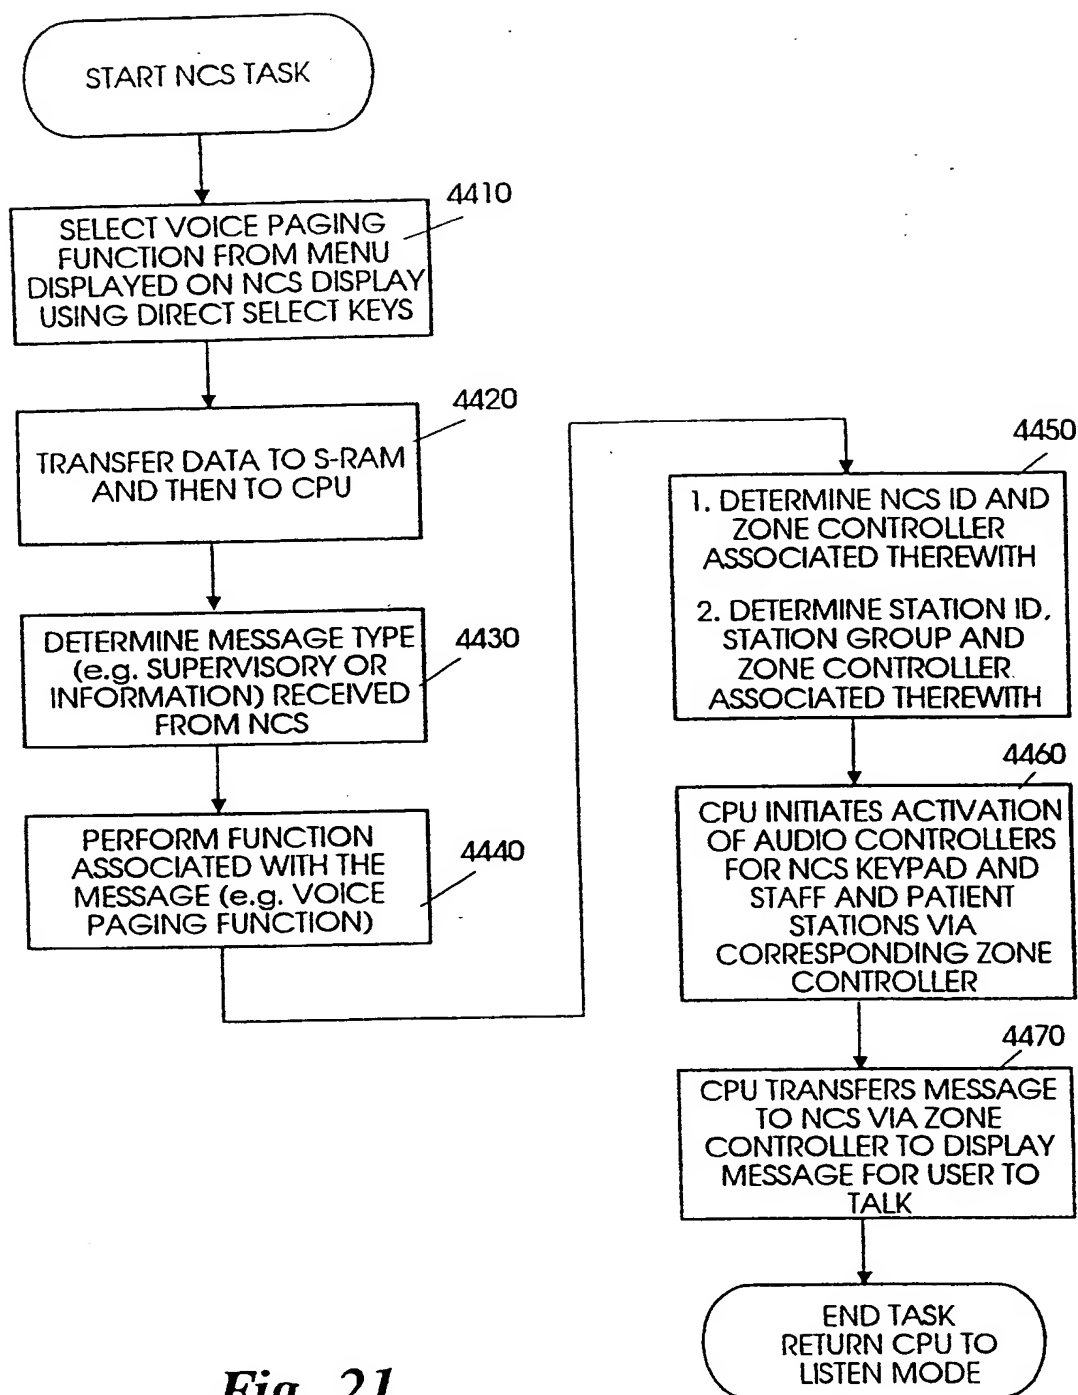 START NCS TASK
4410
SELECT VOICE PAGING
FUNCTION FROM MENU
DISPLAYED ON NCS DISPLAY
USING DIRECT SELECT KEYS
4420
TRANSFER DATA TO S-RAM
AND THEN TO CPU
DETERMINE MESSAGE TYPE
(e.g. SUPERVISORY OR
INFORMATION) RECEIVED
FROM NCS
4430
PERFORM FUNCTION
ASSOCIATED WITH THE
MESSAGE (e.g. VOICE
PAGING FUNCTION)
4440
4450
1. DETERMINE NCS ID AND
ZONE CONTROLLER
ASSOCIATED THEREWITH
2. DETERMINE STATION ID,
STATION GROUP AND
ZONE CONTROLLER
ASSOCIATED THEREWITH
4460
CPU INITIATES ACTIVATION
OF AUDIO CONTROLLERS
FOR NCS KEYPAD AND
STAFF AND PATIENT
STATIONS VIA
CORRESPONDING ZONE
CONTROLLER
4470
CPU TRANSFERS MESSAGE
TO NCS VIA ZONE
CONTROLLER TO DISPLAY
MESSAGE FOR USER TO
TALK
END TASK
RETURN CPU TO
LISTEN MODE
Fig. 21